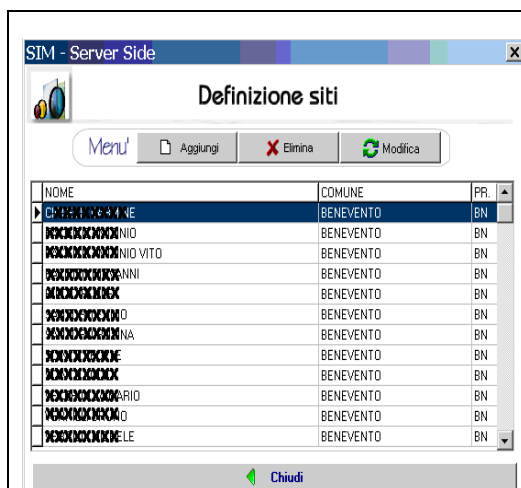 SIM - Server Side
Definizione siti
Menu' Aggiungi Elimina Modifica
NOME COMUNE PR.
BENEVENTO BN
BENEVENTO BN
VITO BENEVENTO BN
BENEVENTO BN
BENEVENTO BN
BENEVENTO BN
BENEVENTO BN
BENEVENTO BN
BENEVENTO BN
BENEVENTO BN
BENEVENTO BN
BENEVENTO BN
Chiudi